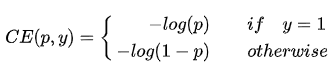 CE(p, y) = { -log(p) if y = 1
-log(1 - p) otherwise